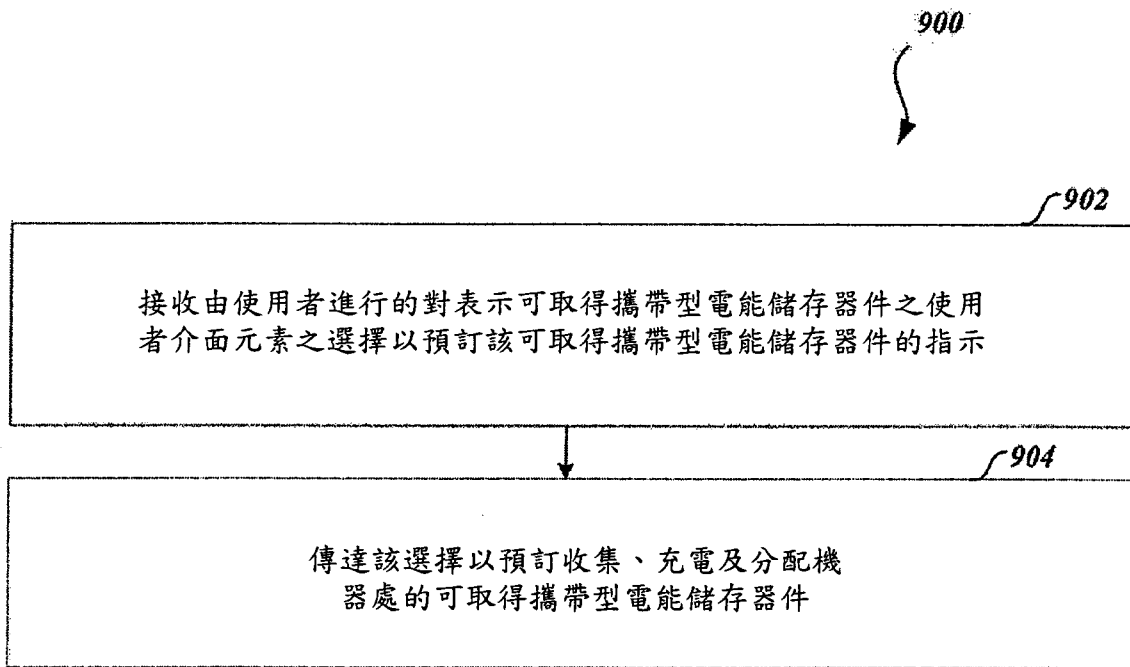 900
902
接收由使用者進行的對表示可取得攜帶型電能儲存器件之使用
者介面元素之選擇以預訂該可取得攜帶型電能儲存器件的指示
904
傳達該選擇以預訂收集、充電及分配機
器處的可取得攜帶型電能儲存器件